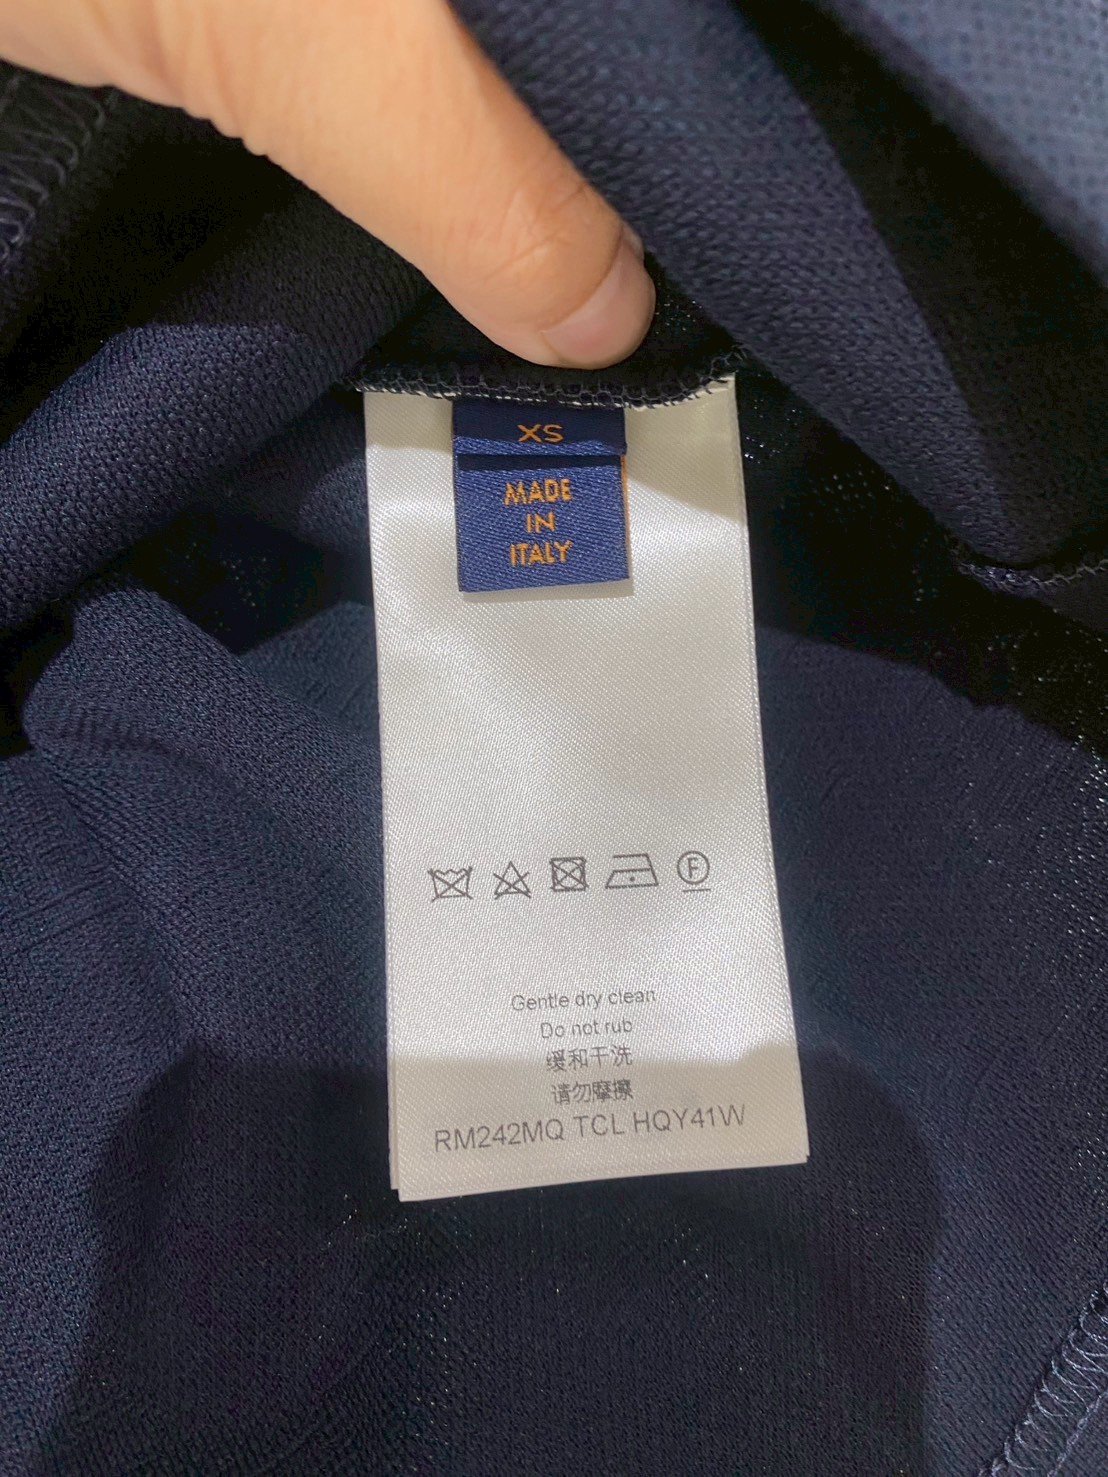 XS
MADE
IN
ITALY
F
Gentle dry clean
Do not rub
缓和干洗
请勿摩擦
RM242MQ TCL HQY41W